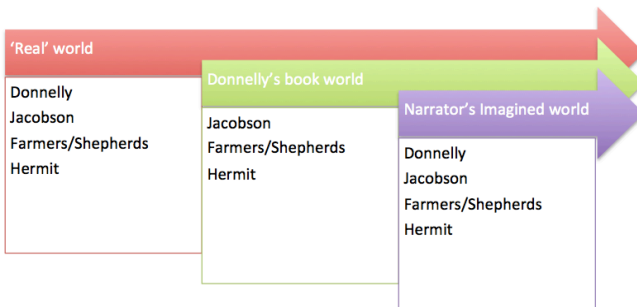 ‘Real’ world
Donnelly
Jacobson
Farmers/Shepherds
Hermit
Donnelly’s book world
Jacobson
Farmers/Shepherds
Hermit
Narrator’s Imagined world
Donnelly
Jacobson
Farmers/Shepherds
Hermit